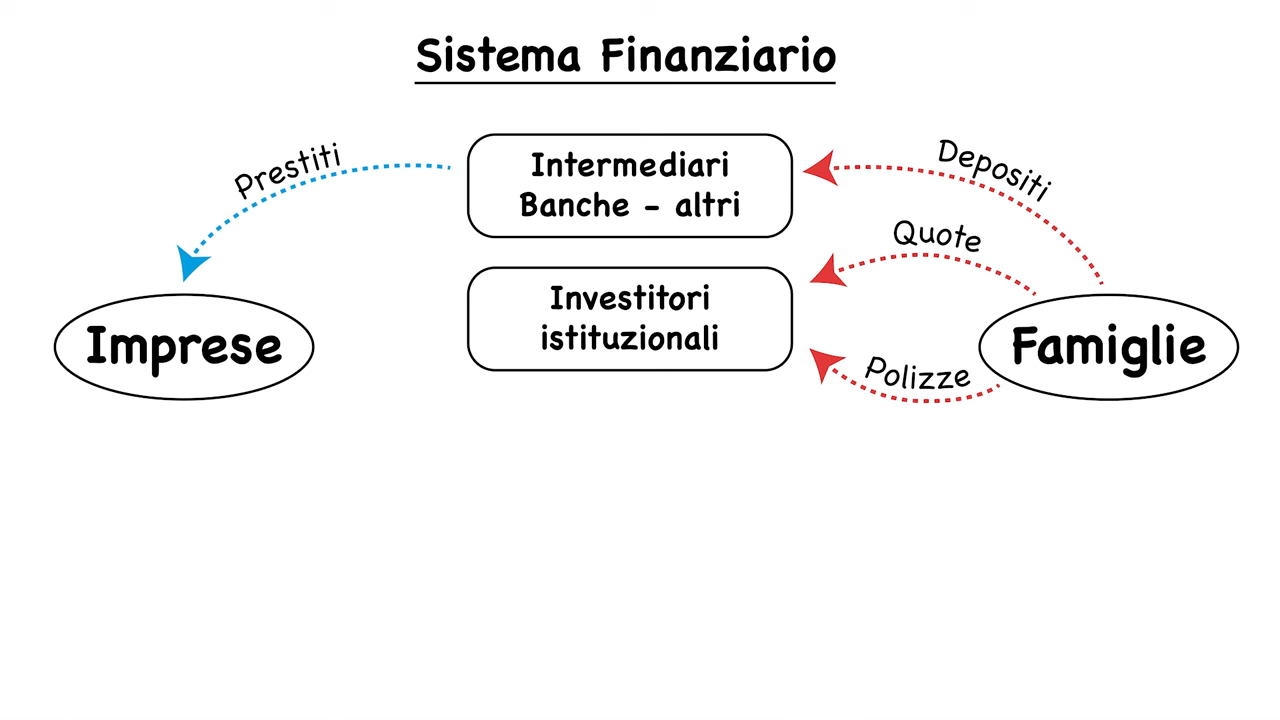 Sistema Finanziario
Prestiti
Intermediari
Banche - altri
Depositi
Quote
Investitori
istituzionali
Imprese
Famiglie
Polizze